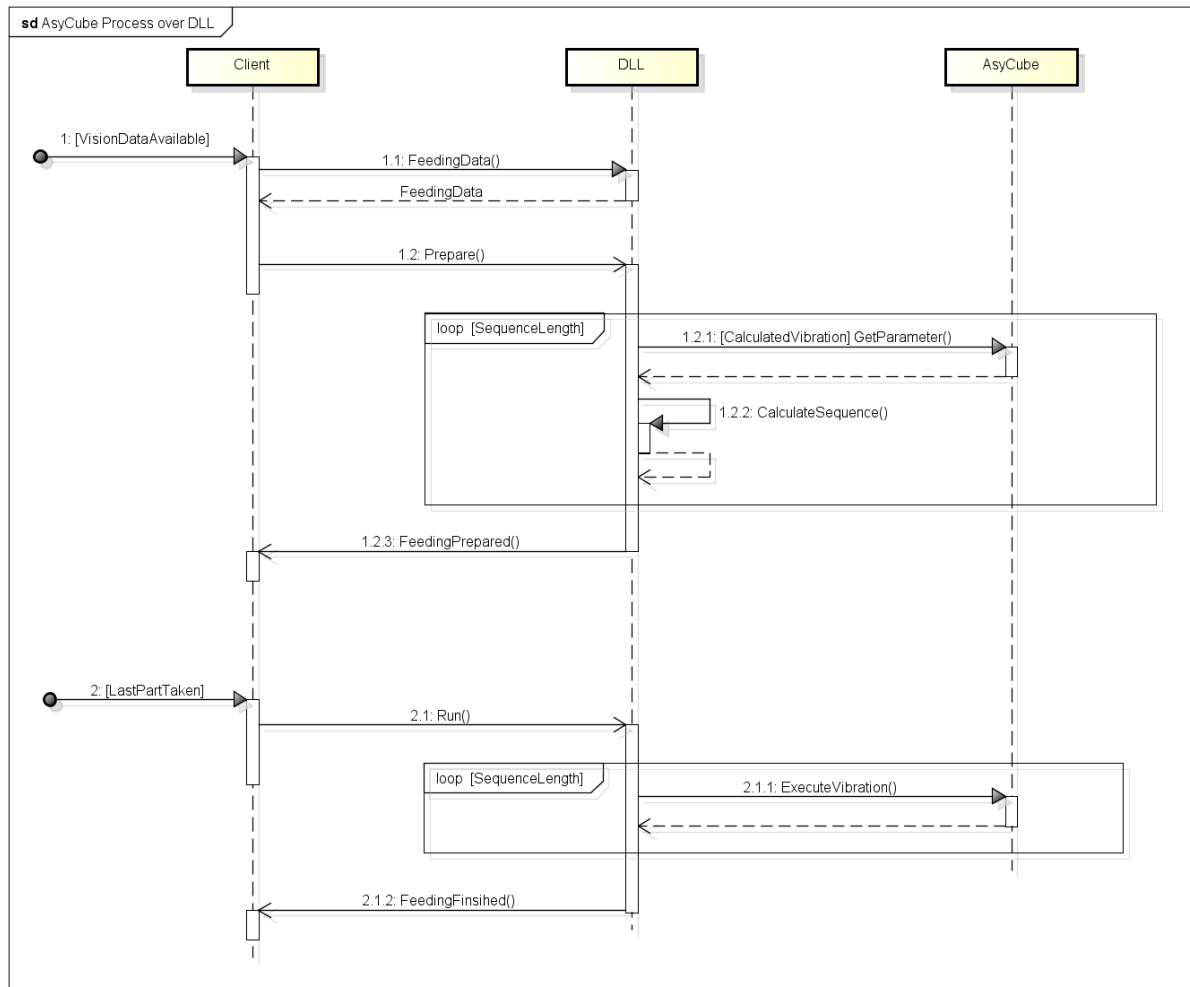 sd AsyCube Process over DLL
Client
DLL
AsyCube
1: [VisionDataAvailable]
1.1: FeedingData()
FeedingData
1.2: Prepare()
loop [SequenceLength]
1.2.1: [CalculatedVibration] GetParameter()
1.2.2: CalculateSequence()
1.2.3: FeedingPrepared()
2: [LastPartTaken]
2.1: Run()
loop [SequenceLength]
2.1.1: ExecuteVibration()
2.1.2: FeedingFinsihed()